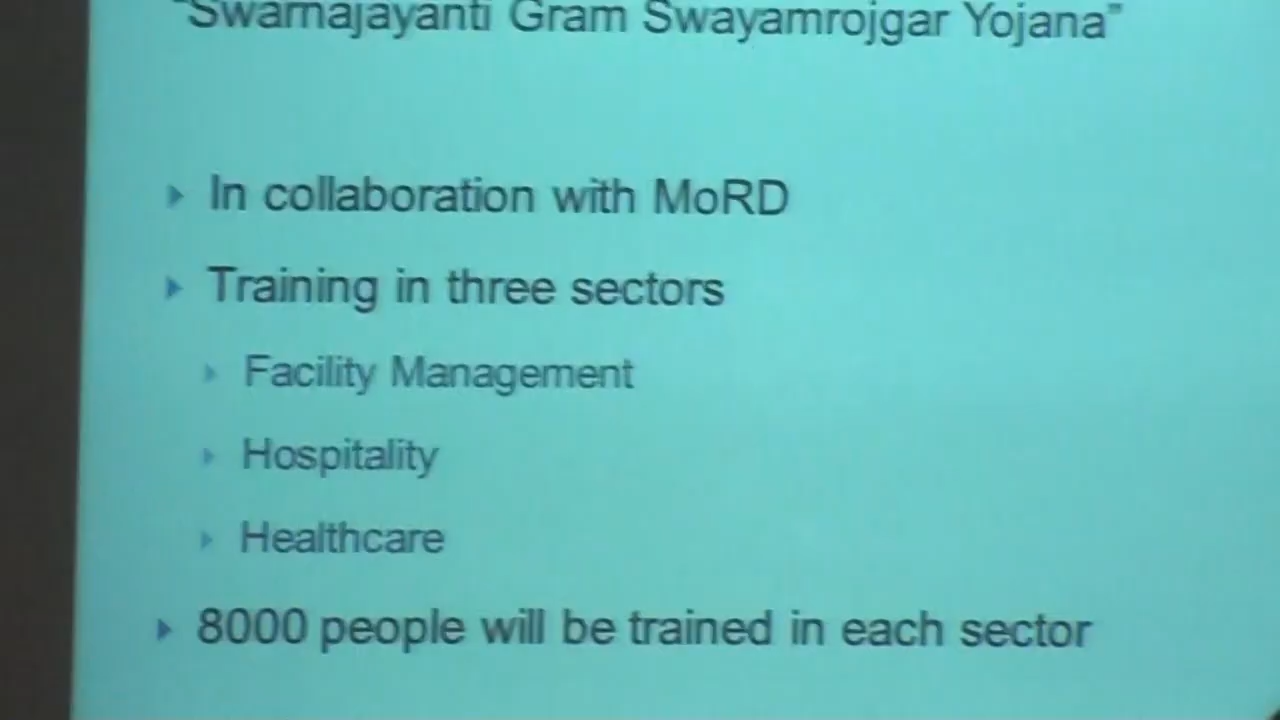 "Swarnajayanti Gram Swayamrojgar Yojana"
In collaboration with MoRD
Training in three sectors
Facility Management
Hospitality
Healthcare
8000 people will be trained in each sector